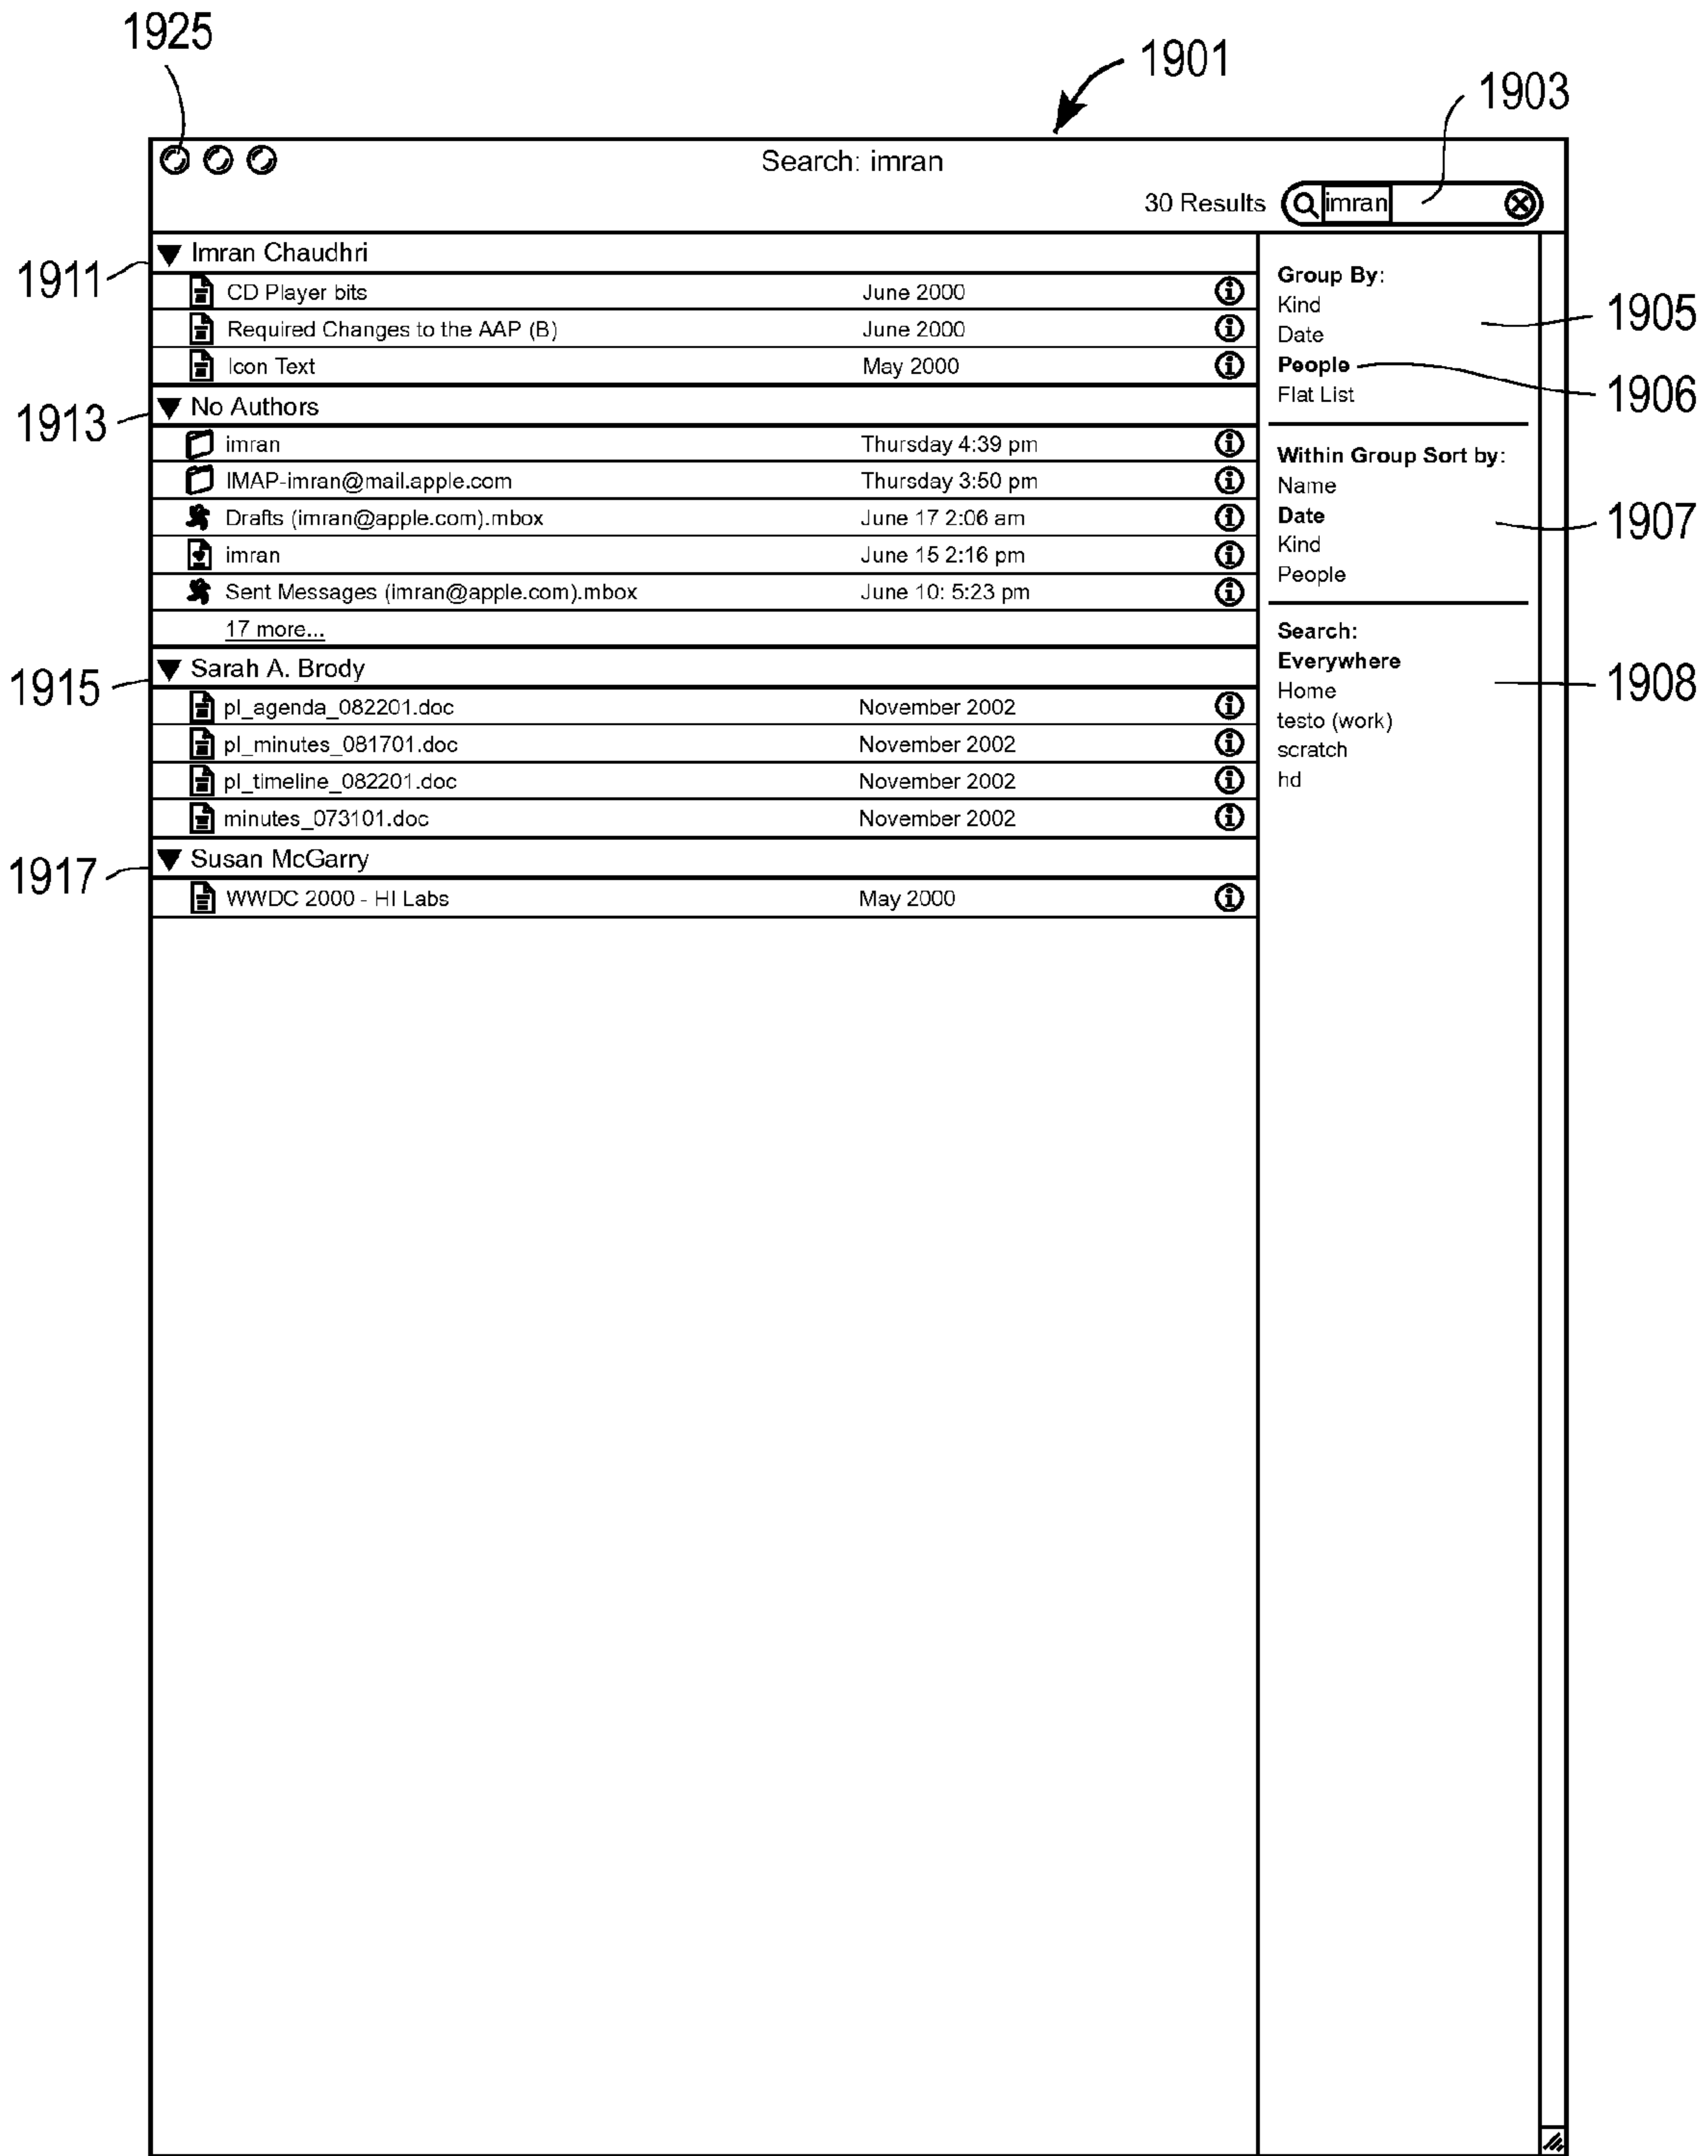 1925
1901
1903
Search: imran
30 Results imran
1911
Imran Chaudhri
CD Player bits June 2000
Required Changes to the AAP (B) June 2000
Icon Text May 2000
1913
No Authors
imran Thursday 4:39 pm
IMAP-imran@mail.apple.com Thursday 3:50 pm
Drafts (imran@apple.com).mbox June 17 2:06 am
imran June 15 2:16 pm
Sent Messages (imran@apple.com).mbox June 10: 5:23 pm
17 more...
1915
Sarah A. Brody
pl_agenda_082201.doc November 2002
pl_minutes_081701.doc November 2002
pl_timeline_082201.doc November 2002
minutes_073101.doc November 2002
1917
Susan McGarry
WWDC 2000 - HI Labs May 2000
Group By:
Kind
Date
People
Flat List
1905
1906
Within Group Sort by:
Name
Date
Kind
People
1907
Search:
Everywhere
Home
testo (work)
scratch
hd
1908